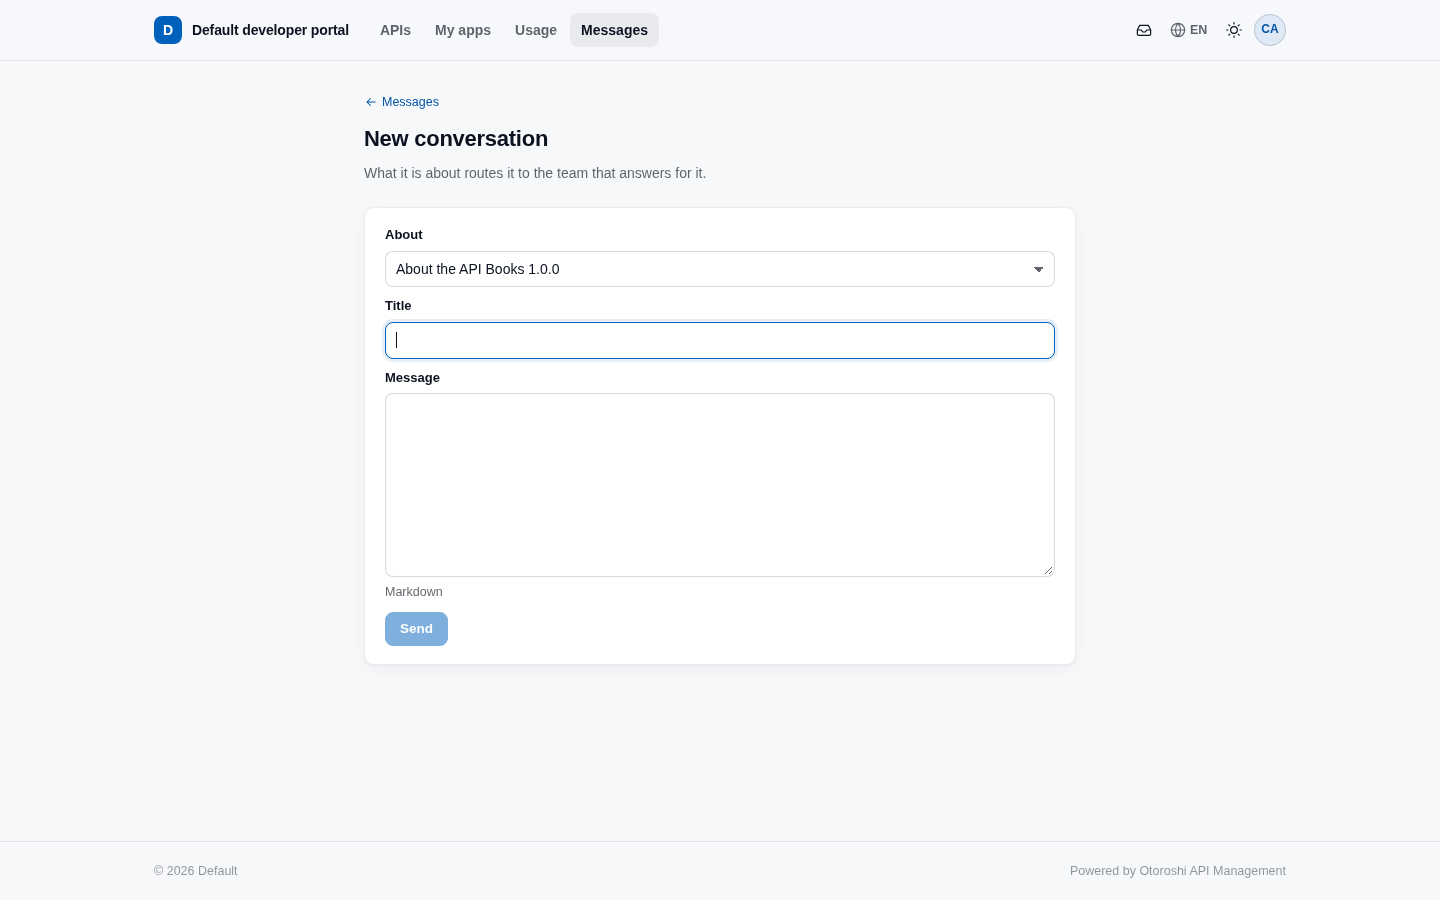 D Default developer portal APIs My apps Usage Messages EN CA
← Messages
New conversation
What it is about routes it to the team that answers for it.
About
About the API Books 1.0.0
Title
Message
Markdown
Send
© 2026 Default Powered by Otoroshi API Management